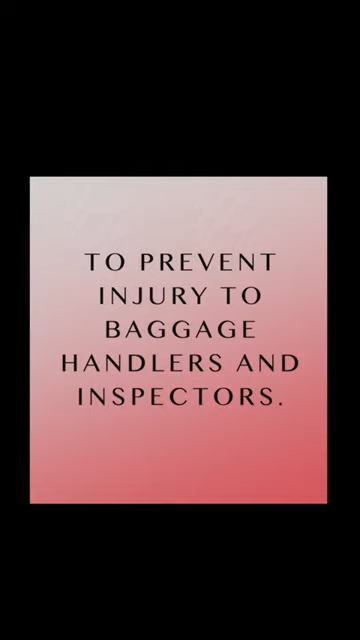 TO PREVENT
INJURY TO
BAGGAGE
HANDLERS AND
INSPECTORS.